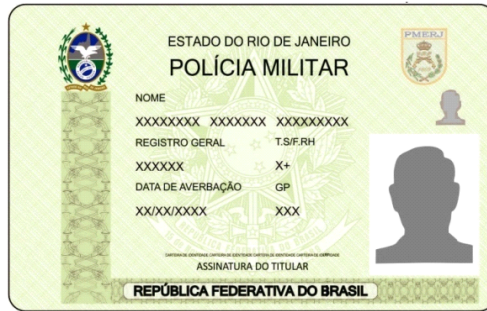 ESTADO DO RIO DE JANEIRO
PMERJ
POLÍCIA MILITAR
NOME
XXXXXXXX XXXXXXX XXXXXXXXX
REGISTRO GERAL T.S/F.RH
XXXXXX X+
DATA DE AVERBAÇÃO GP
XX/XX/XXXX XXX
ASSINATURA DO TITULAR
REPÚBLICA FEDERATIVA DO BRASIL